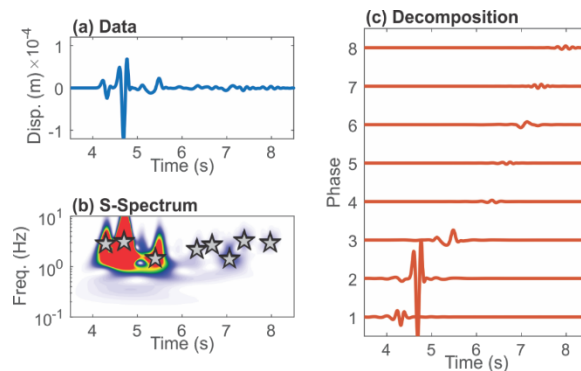 (a) Data
Disp. (m) ×10⁻⁴
1
0
-1
4 5 6 7 8
Time (s)
(b) S-Spectrum
Freq. (Hz)
10¹
10⁰
10⁻¹
4 5 6 7 8
Time (s)
(c) Decomposition
Phase
8
7
6
5
4
3
2
1
4 5 6 7 8
Time (s)